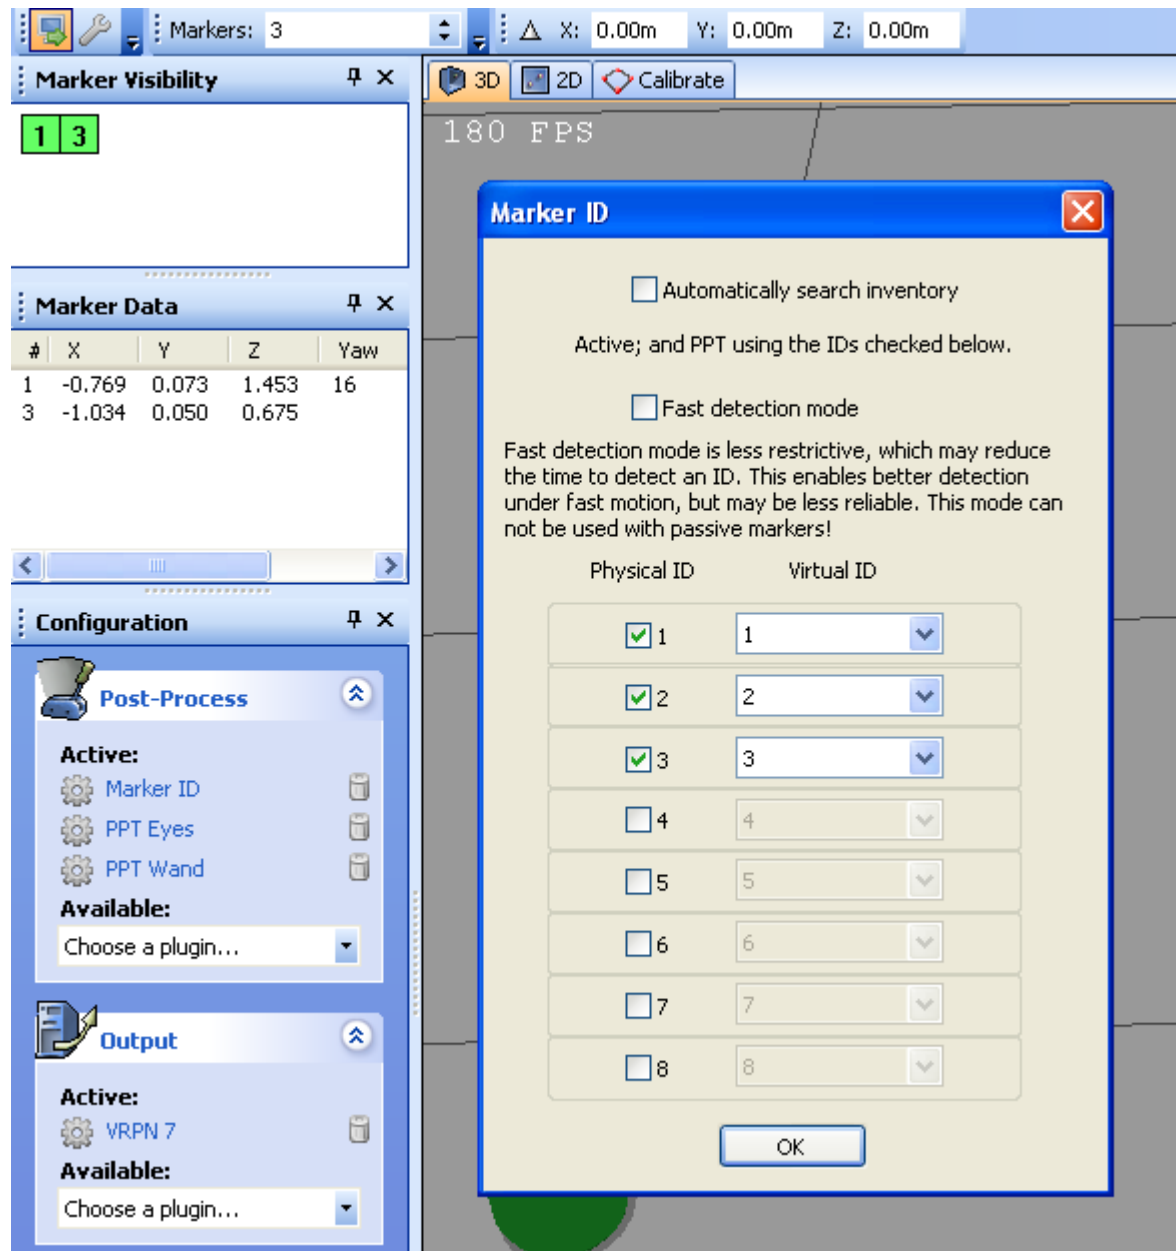 Markers: 3
X: 0.00m Y: 0.00m Z: 0.00m
Marker Visibility
1 3
Marker Data
# X Y Z Yaw
1 -0.769 0.073 1.453 16
3 -1.034 0.050 0.675
Configuration
Post-Process
Active:
Marker ID
PPT Eyes
PPT Wand
Available:
Choose a plugin...
Output
Active:
VRPN 7
Available:
Choose a plugin...
3D 2D Calibrate
180 FPS
Marker ID
Automatically search inventory
Active; and PPT using the IDs checked below.
Fast detection mode
Fast detection mode is less restrictive, which may reduce
the time to detect an ID. This enables better detection
under fast motion, but may be less reliable. This mode can
not be used with passive markers!
Physical ID Virtual ID
1 1
2 2
3 3
4 4
5 5
6 6
7 7
8 8
OK